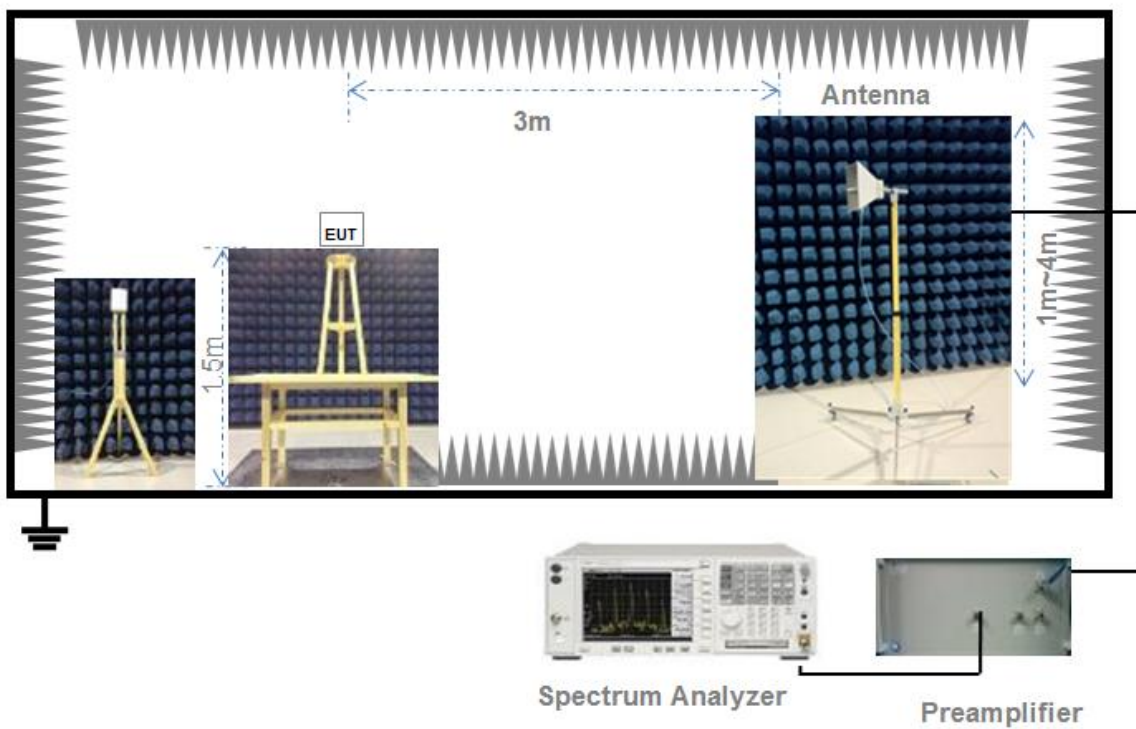 Antenna
3m
EUT
1.5m
1m~4m
Spectrum Analyzer
Preamplifier